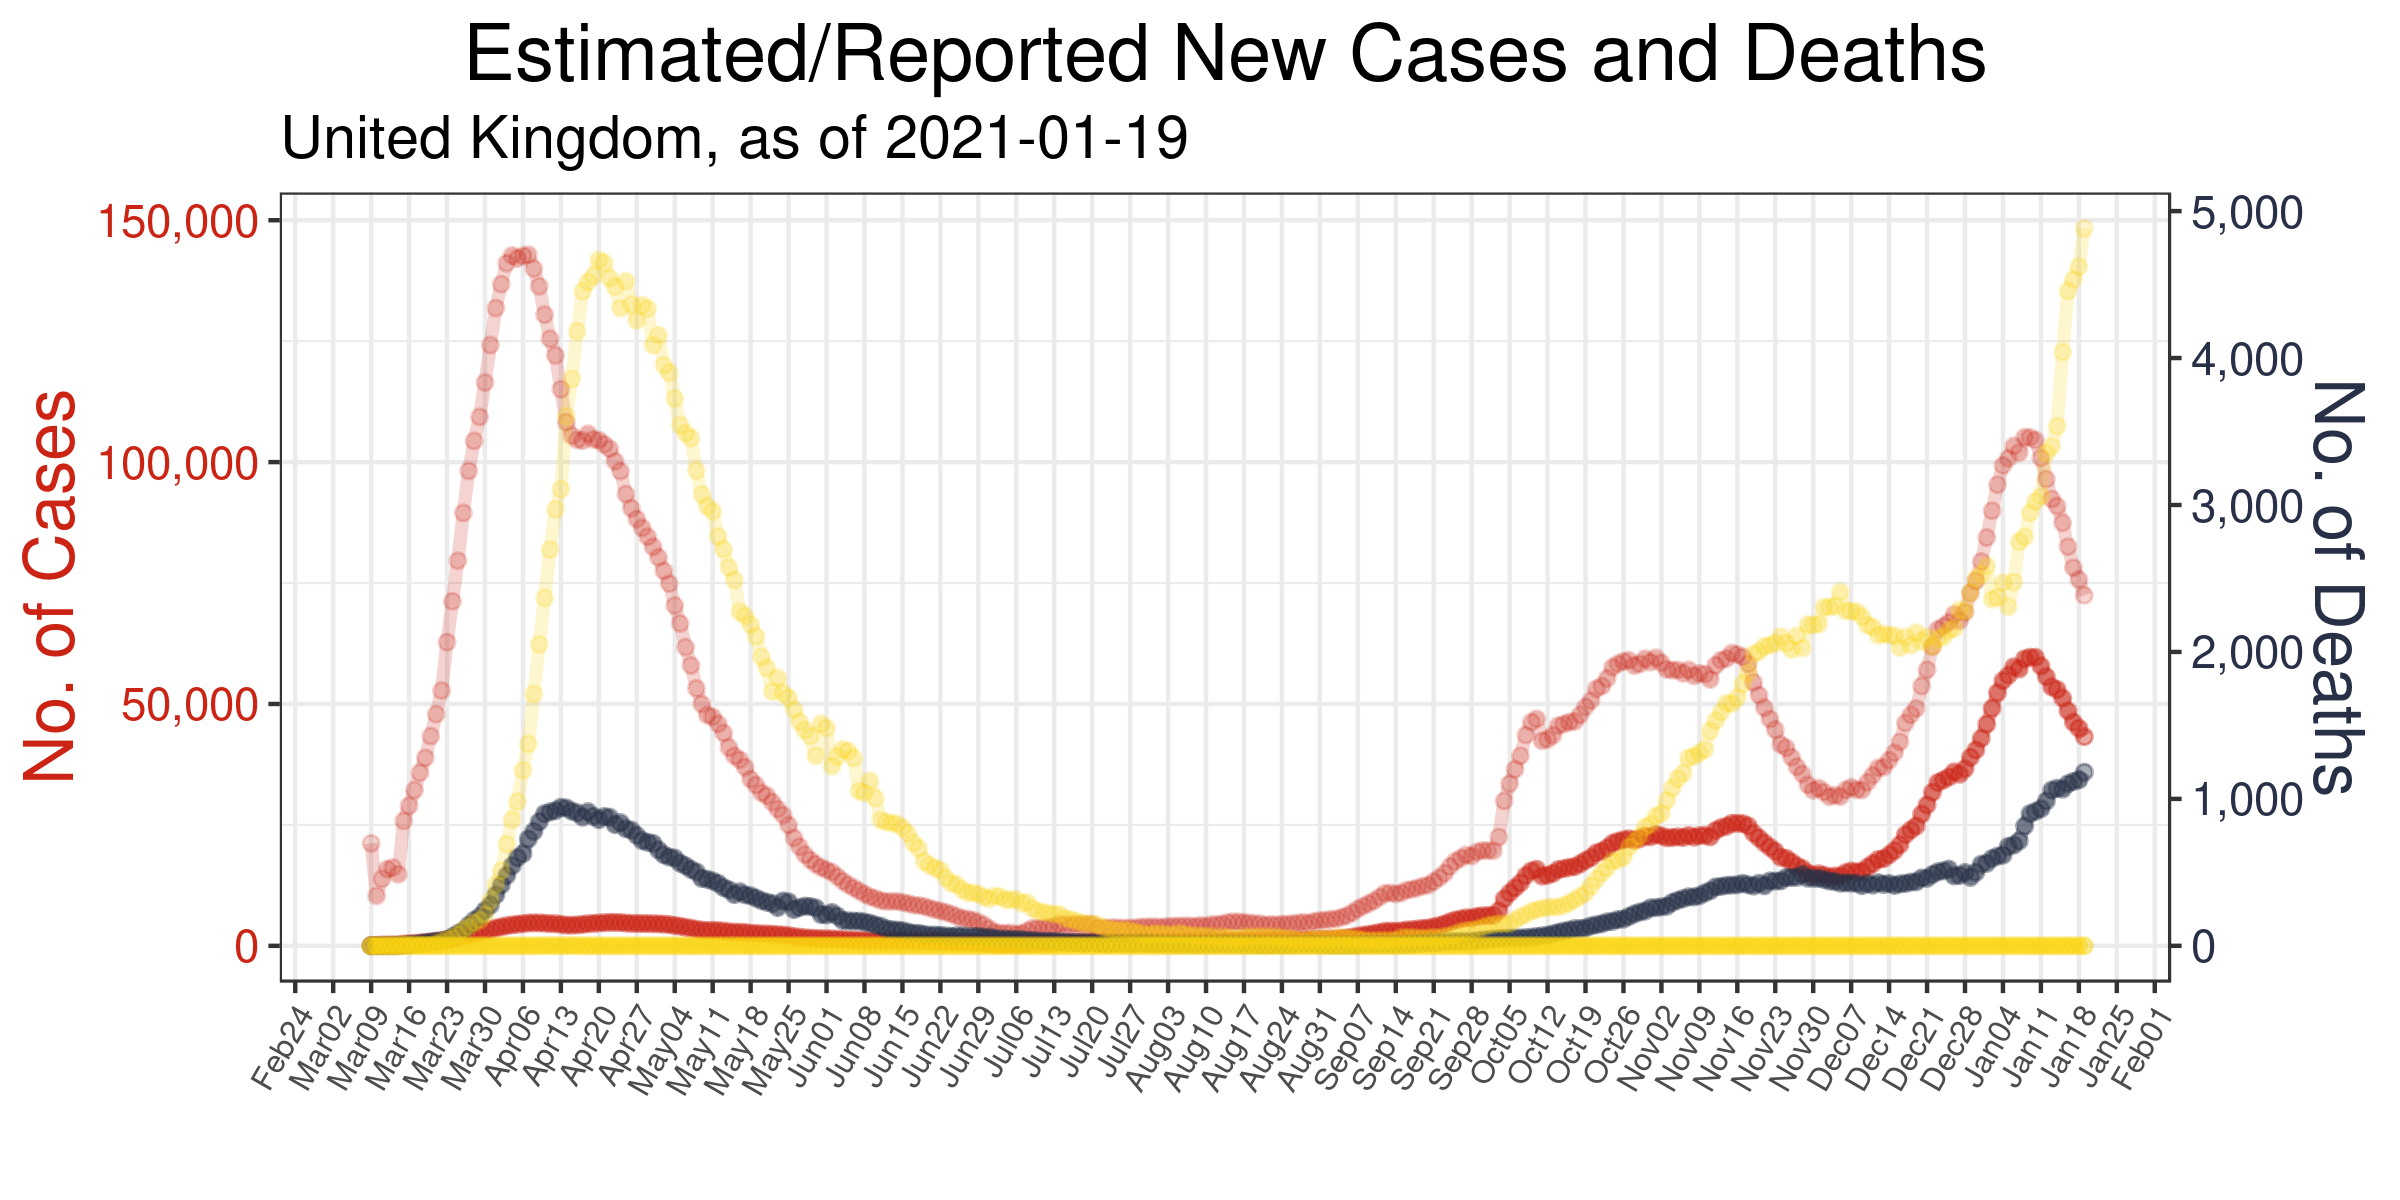 Estimated/Reported New Cases and Deaths
United Kingdom, as of 2021-01-19
No. of Cases
150,000
100,000
50,000
0
5,000
4,000
3,000
2,000
1,000
0
No. of Deaths
Feb24 Mar02 Mar09 Mar16 Mar23 Mar30 Apr06 Apr13 Apr20 Apr27 May04 May11 May18 May25 Jun01 Jun08 Jun15 Jun22 Jun29 Jul06 Jul13 Jul20 Jul27 Aug03 Aug10 Aug17 Aug24 Aug31 Sep07 Sep14 Sep21 Sep28 Oct05 Oct12 Oct19 Oct26 Nov02 Nov09 Nov16 Nov23 Nov30 Dec07 Dec14 Dec21 Dec28 Jan04 Jan11 Jan18 Jan25 Feb01